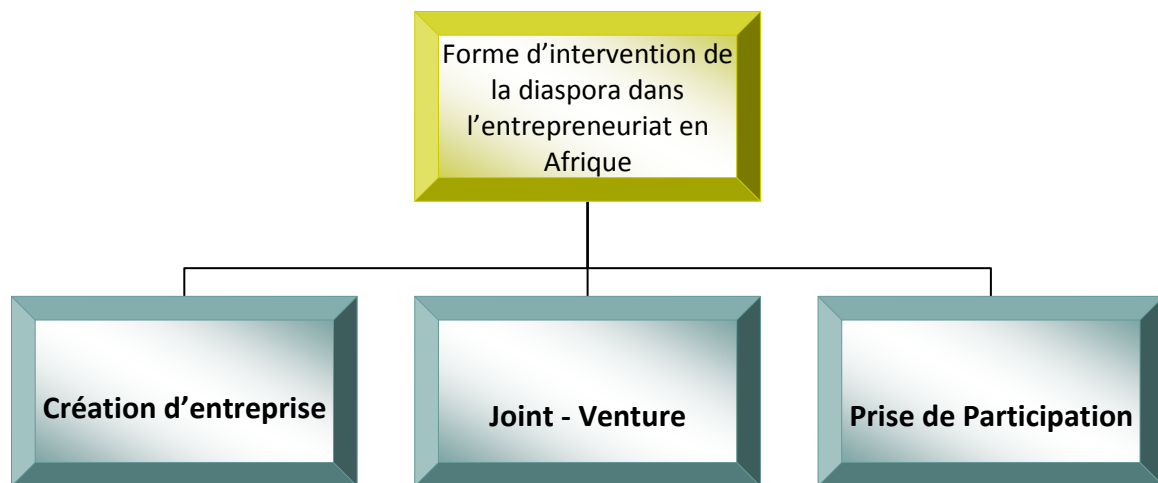 Forme d’intervention de
la diaspora dans
l’entrepreneuriat en
Afrique
Création d’entreprise
Joint - Venture
Prise de Participation